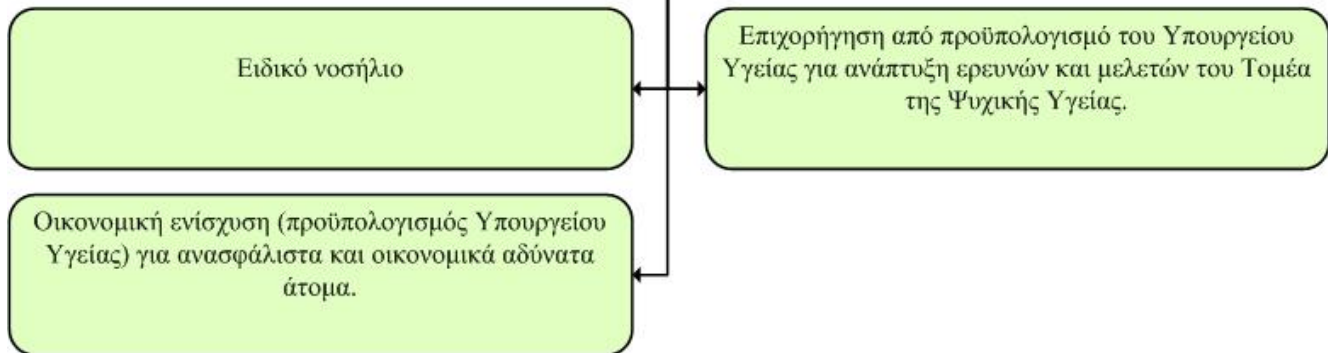 Ειδικό νοσήλιο
Επιχορήγηση από προϋπολογισμό του Υπουργείου
Υγείας για ανάπτυξη ερευνών και μελετών του Τομέα
της Ψυχικής Υγείας.
Οικονομική ενίσχυση (προϋπολογισμός Υπουργείου
Υγείας) για ανασφάλιστα και οικονομικά αδύνατα
άτομα.